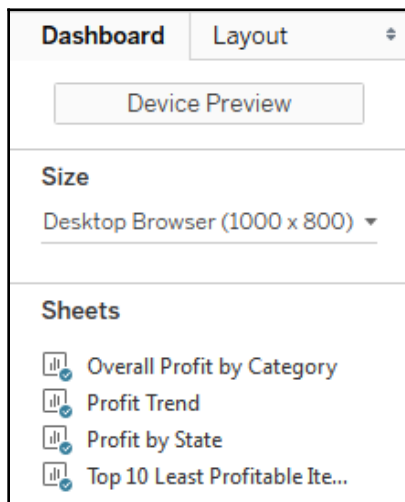 Dashboard Layout
Device Preview
Size
Desktop Browser (1000 x 800)
Sheets
Overall Profit by Category
Profit Trend
Profit by State
Top 10 Least Profitable Ite...